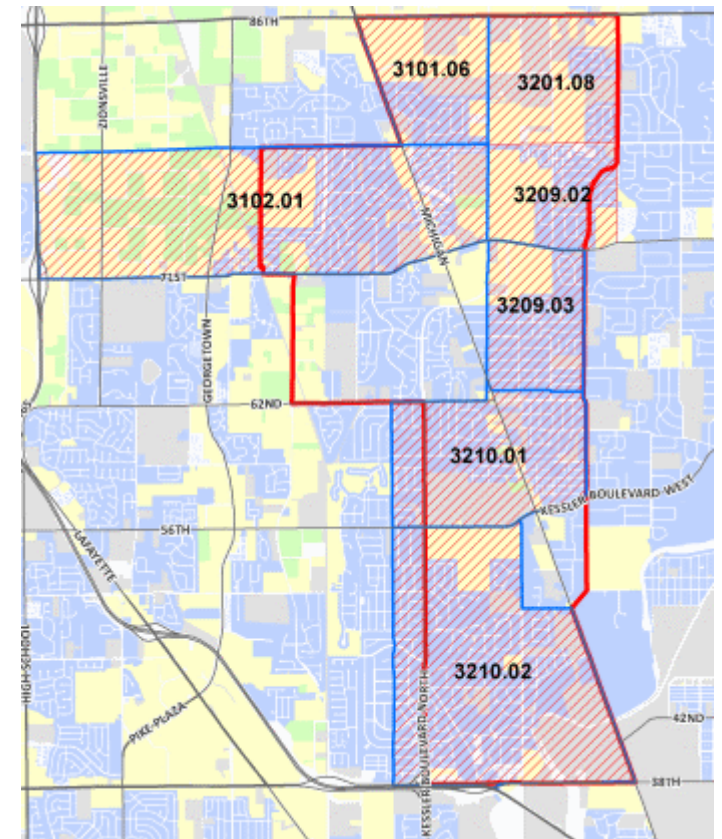 86TH
ZIONSVILLE
3101.06
3201.08
3102.01
3209.02
MICHIGAN
71ST
3209.03
GEORGETOWN
62ND
3210.01
KESSLER BOULEVARD WEST
56TH
LAFAYETTE
HIGH SCHOOL
3210.02
KESSLER BOULEVARD NORTH
PIKE PLAZA
42ND
38TH